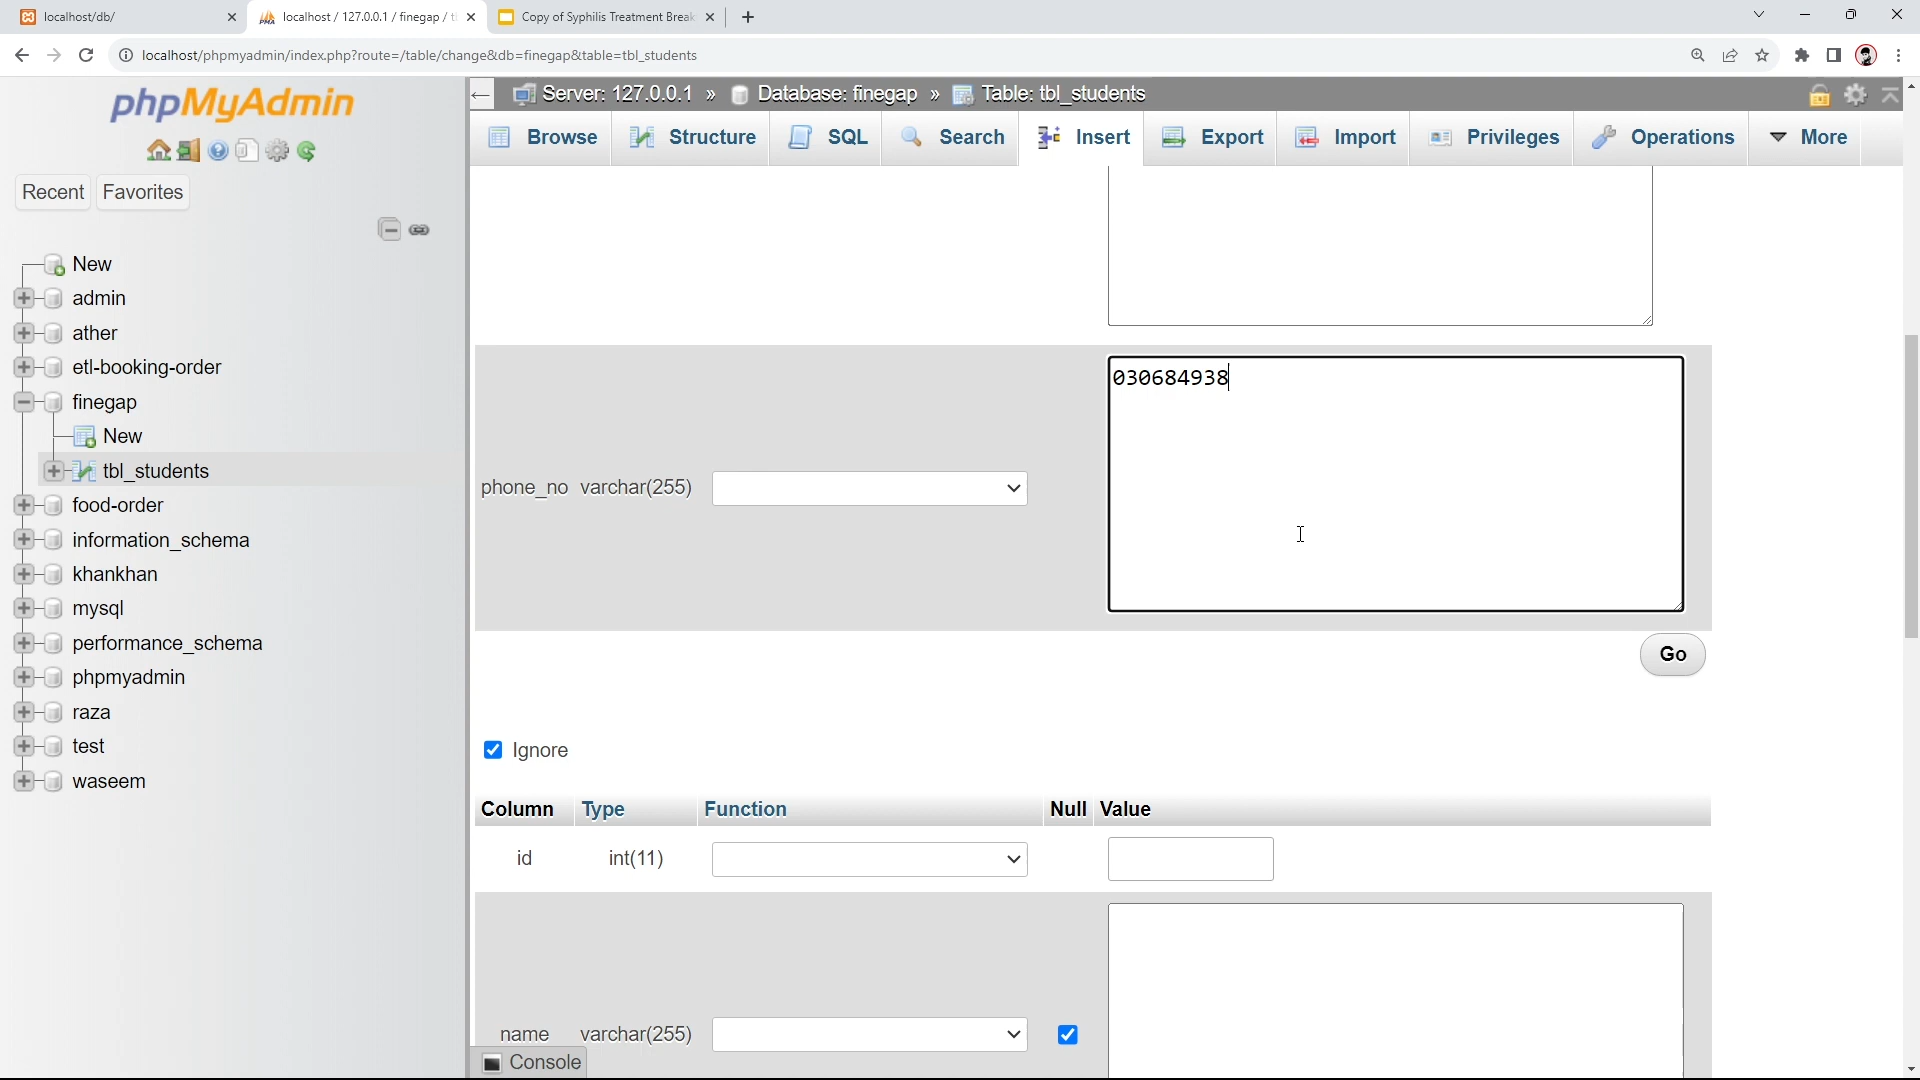 localhost/db/
localhost / 127.0.0.1 / finegap / t
Copy of Syphilis Treatment Break
localhost/phpmyadmin/index.php?route=/table/change&db=finegap&table=tbl_students
phpMyAdmin
Recent
Favorites
New
admin
ather
etl-booking-order
finegap
New
tbl_students
food-order
information_schema
khankhan
mysql
performance_schema
phpmyadmin
raza
test
waseem
Server: 127.0.0.1 » Database: finegap » Table: tbl_students
Browse
Structure
SQL
Search
Insert
Export
Import
Privileges
Operations
More
030684938
phone_no varchar(255)
Go
Ignore
Column Type Function Null Value
id int(11)
name varchar(255)
Console